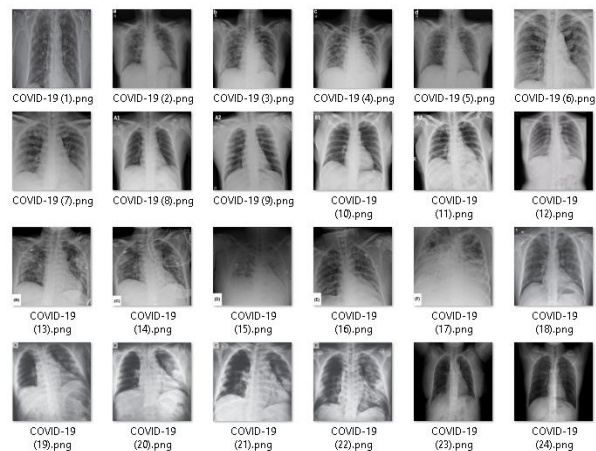 COVID-19 (1).png COVID-19 (2).png COVID-19 (3).png COVID-19 (4).png COVID-19 (5).png COVID-19 (6).png
A1 A2
COVID-19 (7).png COVID-19 (8).png COVID-19 (9).png COVID-19 COVID-19 COVID-19
(10).png (11).png (12).png
COVID-19 COVID-19 COVID-19 COVID-19 COVID-19 COVID-19
(13).png (14).png (15).png (16).png (17).png (18).png
COVID-19 COVID-19 COVID-19 COVID-19 COVID-19 COVID-19
(19).png (20).png (21).png (22).png (23).png (24).png